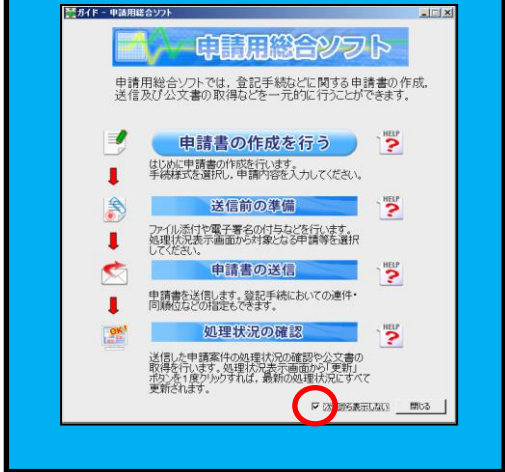 ガイド - 申請用総合ソフト
申請用総合ソフト
申請用総合ソフトでは，登記手続などに関する申請書の作成，
送信及び公文書の取得などを一元的に行うことができます。
申請書の作成を行う
HELP
?
はじめに申請書の作成を行います。
手続様式を選択し，申請内容を入力してください。
送信前の準備
HELP
?
ファイル添付や電子署名の付与などを行います。
処理状況表示画面から対象となる申請等を選択
してください。
申請書の送信
HELP
?
申請書を送信します。登記手続においての連件・
同順位などの指定もできます。
OK!
処理状況の確認
HELP
?
送信した申請案件の処理状況の確認や公文書の
取得を行います。処理状況表示画面から「更新」
ボタンを1度クリックすれば，最新の処理状況にすべて
更新されます。
次回から表示しない
閉じる